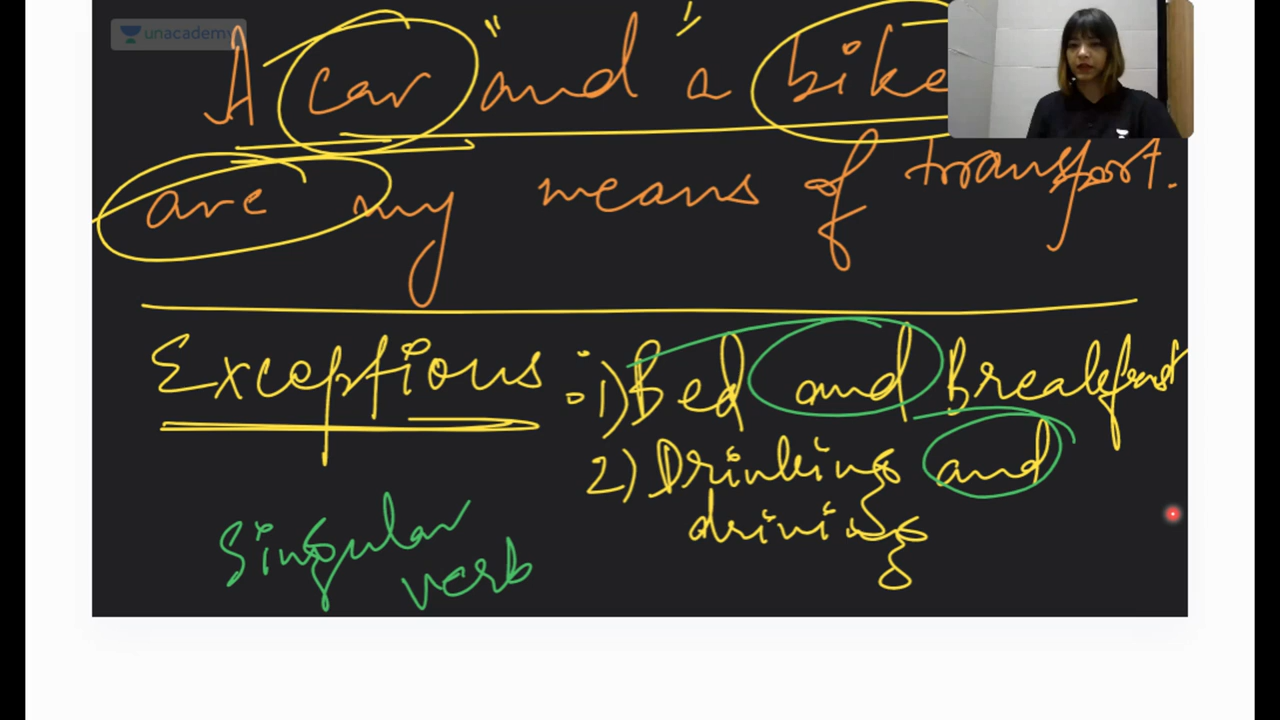 unacademy
A car "and" a bike
are my means of transport.
Exceptions :- 1) Bed and Breakfast
2) Drinking and
driving
Singular
verb